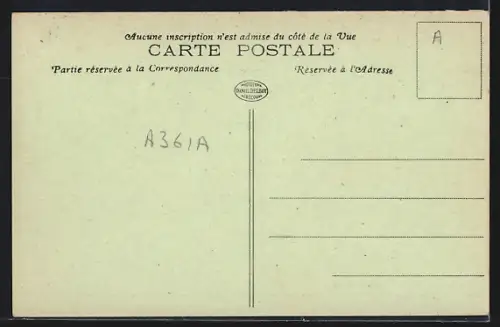 Aucune inscription n'est admise du côté de la Vue
CARTE POSTALE
Partie réservée à la Correspondance
Réservée à l'Adresse
A
A361A